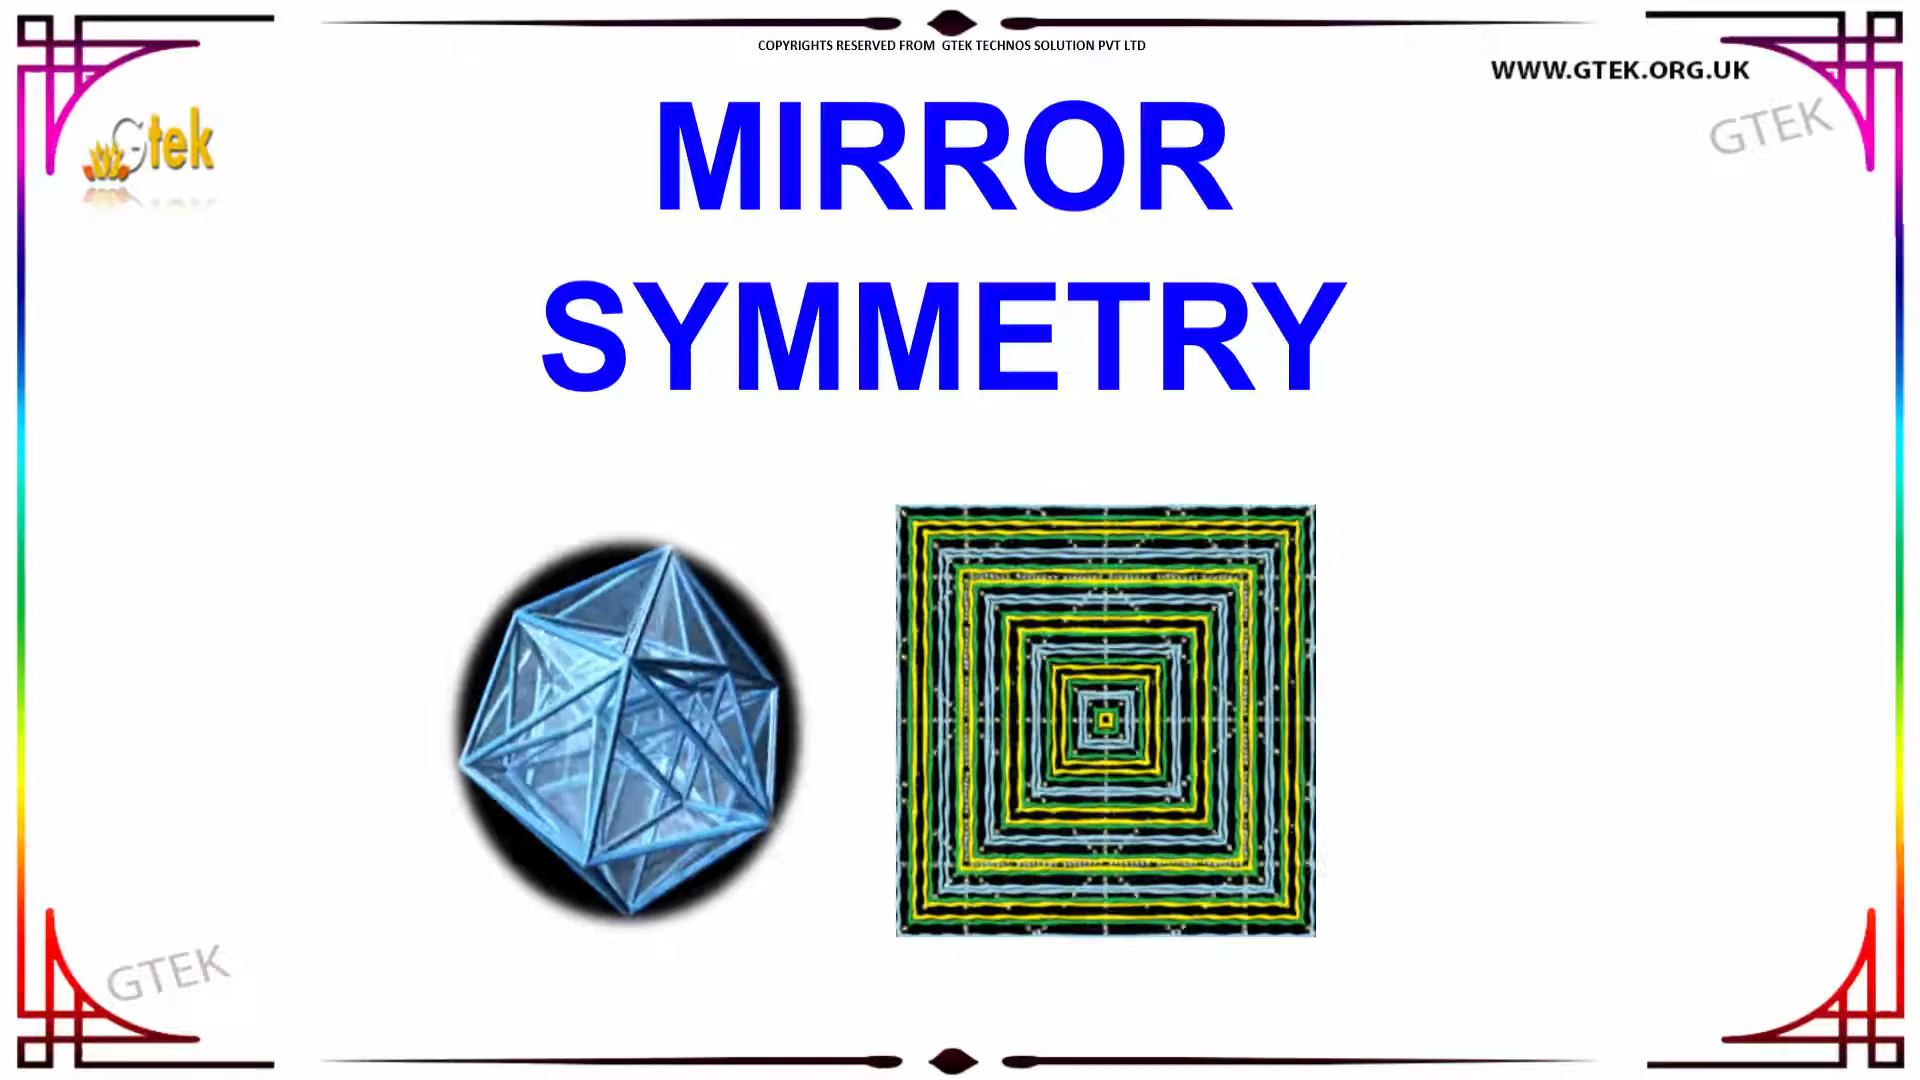 COPYRIGHTS RESERVED FROM GTEK TECHNOS SOLUTION PVT LTD
WWW.GTEK.ORG.UK
Gtek
GTEK
MIRROR
SYMMETRY
GTEK